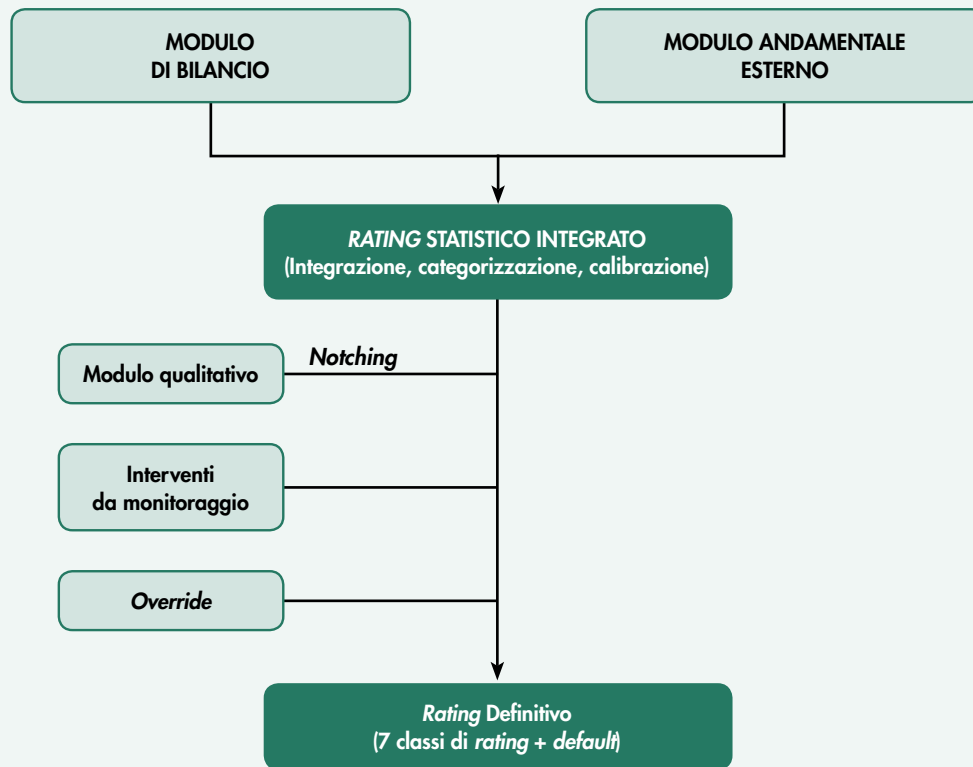 MODULO
DI BILANCIO
MODULO ANDAMENTALE
ESTERNO
RATING STATISTICO INTEGRATO
(Integrazione, categorizzazione, calibrazione)
Notching
Modulo qualitativo
Interventi
da monitoraggio
Override
Rating Definitivo
(7 classi di rating + default)